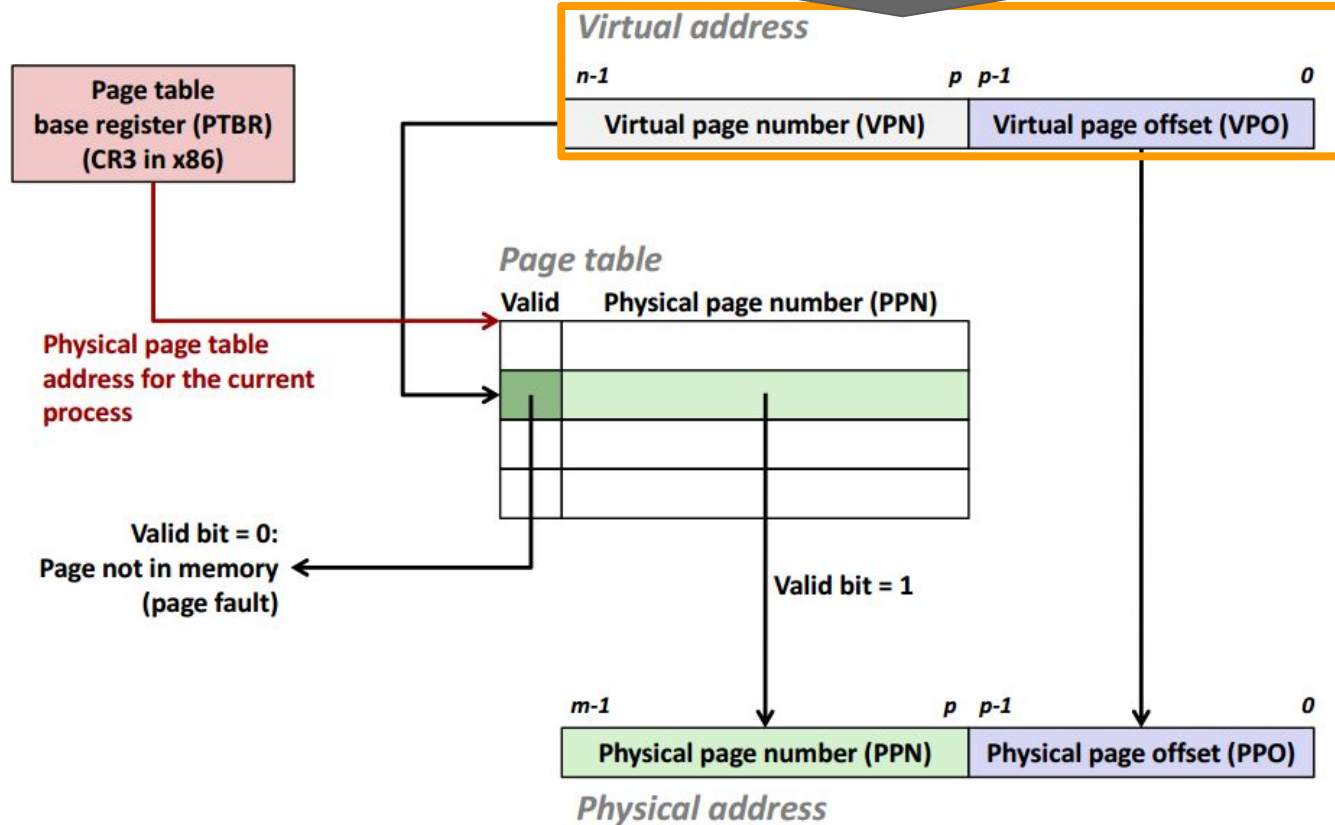 Virtual address
n-1 p p-1 0
Virtual page number (VPN) Virtual page offset (VPO)
Page table
base register (PTBR)
(CR3 in x86)
Page table
Valid Physical page number (PPN)
Physical page table
address for the current
process
Valid bit = 0:
Page not in memory
(page fault)
Valid bit = 1
m-1 p p-1 0
Physical page number (PPN) Physical page offset (PPO)
Physical address